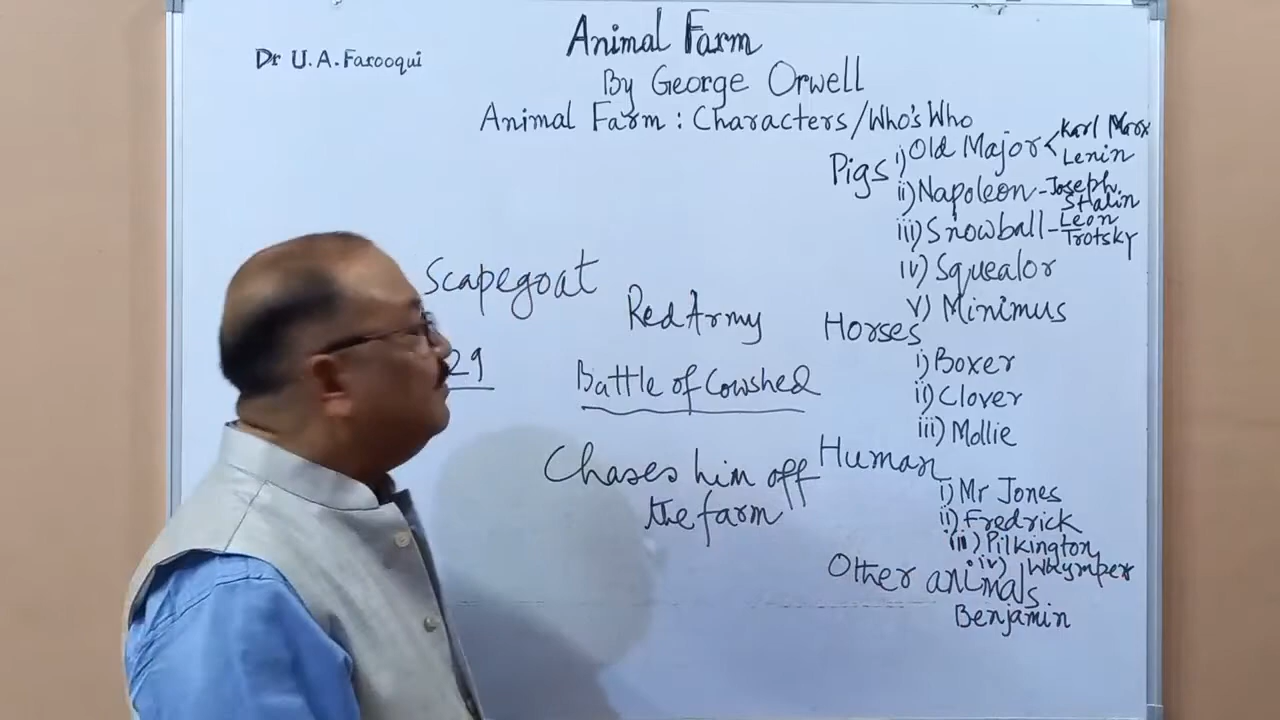 Dr U.A. Farooqui
Animal Farm
By George Orwell
Animal Farm : Characters/Who's Who
Pigs i) Old Major < Karl Marx
Lenin
ii) Napoleon - Joseph
Stalin
iii) Snowball - Leon
Trotsky
iv) Squealor
v) Minimus
Scapegoat
Red Army
29
Battle of Cowshed
Chases him off
the farm
Horses
i) Boxer
ii) Clover
iii) Mollie
Human
i) Mr Jones
ii) Fredrick
iii) Pilkington
iv) Whymper
Other animals
Benjamin